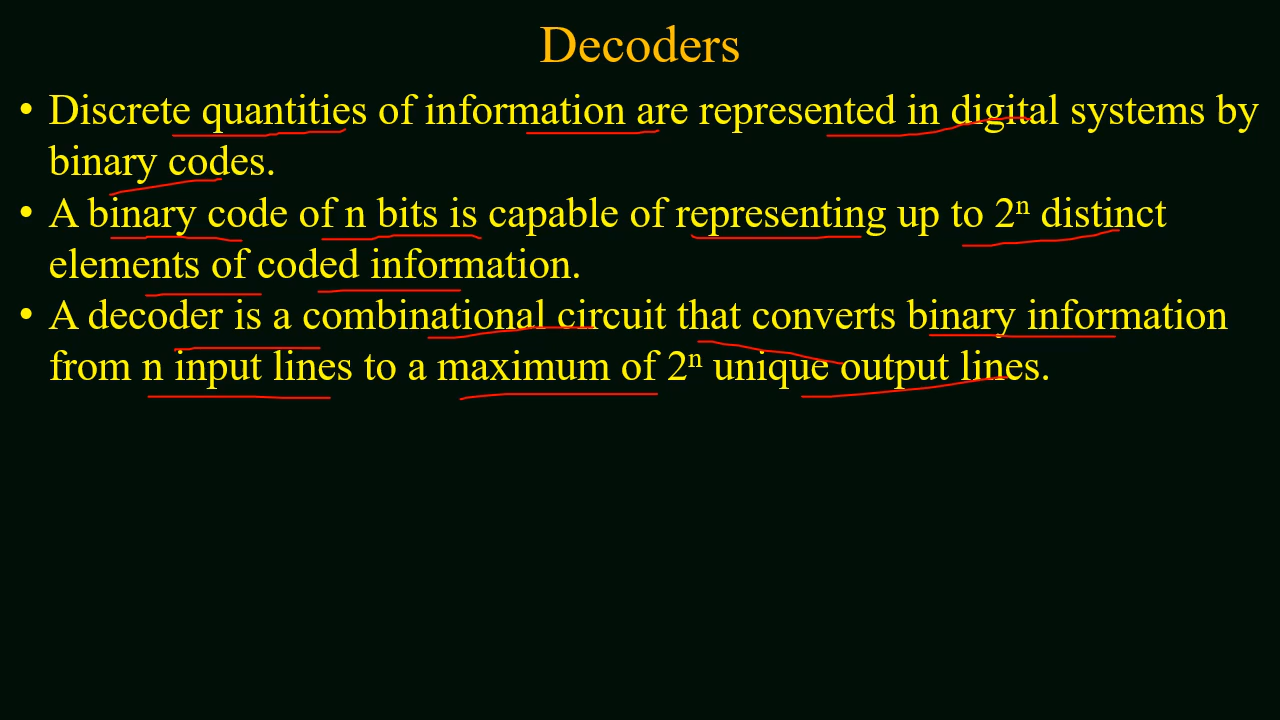 Decoders
• Discrete quantities of information are represented in digital systems by
binary codes.
• A binary code of n bits is capable of representing up to 2ⁿ distinct
elements of coded information.
• A decoder is a combinational circuit that converts binary information
from n input lines to a maximum of 2ⁿ unique output lines.